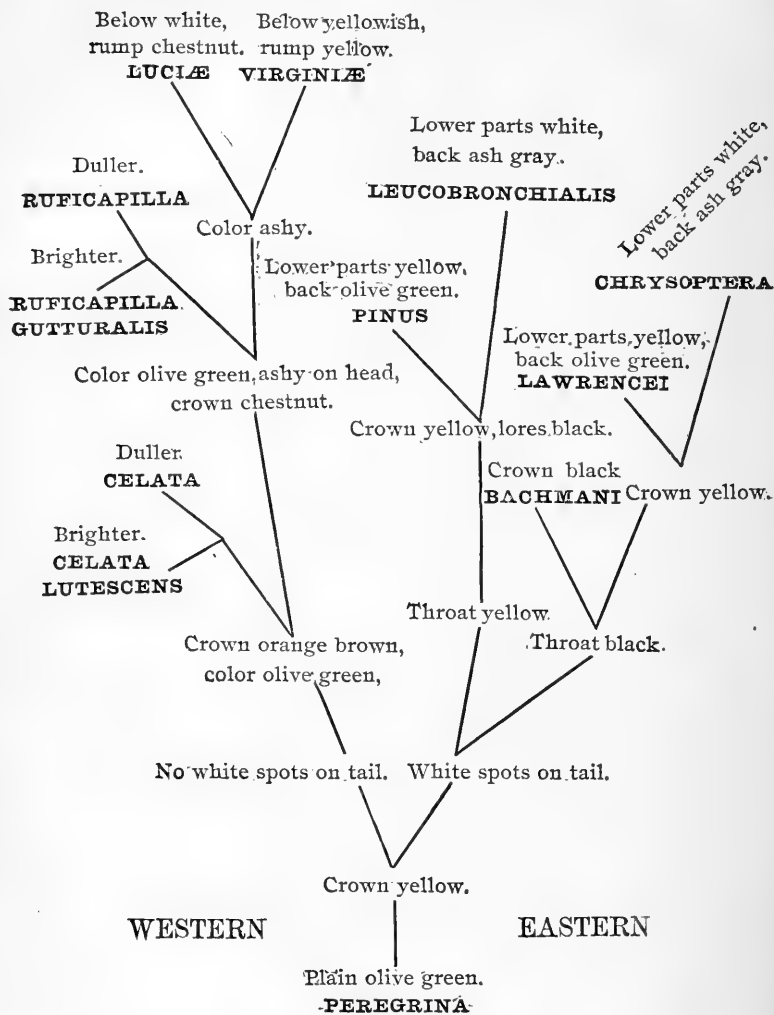 Below white,
rump chestnut.
LUCIÆ
Below yellowish,
rump yellow.
VIRGINIÆ
Lower parts white,
back ash gray.
LEUCOBRONCHIALIS
Lower parts white,
back ash gray.
CHRYSOPTERA
Duller.
RUFICAPILLA
Color ashy.
Brighter.
RUFICAPILLA
GUTTURALIS
Lower parts yellow,
back olive green.
PINUS
Lower parts yellow,
back olive green.
LAWRENCEI
Color olive green, ashy on head,
crown chestnut.
Crown yellow, lores black.
Duller.
CELATA
Crown black
BACHMANI
Crown yellow.
Brighter.
CELATA
LUTESCENS
Throat yellow.
Throat black.
Crown orange brown,
color olive green,
No white spots on tail.
White spots on tail.
Crown yellow.
WESTERN
EASTERN
Plain olive green.
PEREGRINA